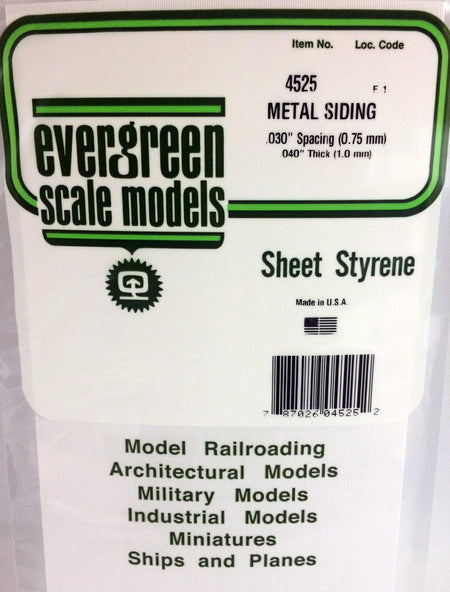 Item No. Loc. Code
4525 F 1
METAL SIDING
.030" Spacing (0.75 mm)
.040" Thick (1.0 mm)
evergreen
scale models
Sheet Styrene
Made in U.S.A.
7 87026 04525 2
Model Railroading
Architectural Models
Military Models
Industrial Models
Miniatures
Ships and Planes